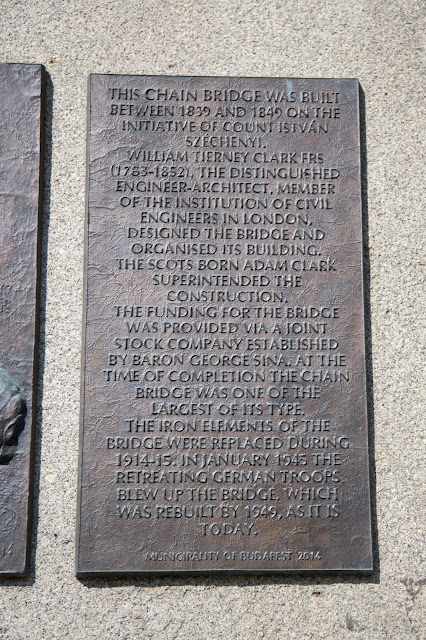 THIS CHAIN BRIDGE WAS BUILT
BETWEEN 1839 AND 1849 ON THE
INITIATIVE OF COUNT ISTVÁN
SZÉCHENYI.
WILLIAM TIERNEY CLARK FRS
(1783-1852), THE DISTINGUISHED
ENGINEER-ARCHITECT, MEMBER
OF THE INSTITUTION OF CIVIL
ENGINEERS IN LONDON,
DESIGNED THE BRIDGE AND
ORGANISED ITS BUILDING.
THE SCOTS BORN ADAM CLARK
SUPERINTENDED THE
CONSTRUCTION.
THE FUNDING FOR THE BRIDGE
WAS PROVIDED VIA A JOINT
STOCK COMPANY ESTABLISHED
BY BARON GEORGE SINA. AT THE
TIME OF COMPLETION THE CHAIN
BRIDGE WAS ONE OF THE
LARGEST OF ITS TYPE.
THE IRON ELEMENTS OF THE
BRIDGE WERE REPLACED DURING
1914-15. IN JANUARY 1945 THE
RETREATING GERMAN TROOPS
BLEW UP THE BRIDGE, WHICH
WAS REBUILT BY 1949, AS IT IS
TODAY.
MUNICIPALITY OF BUDAPEST 2014
14